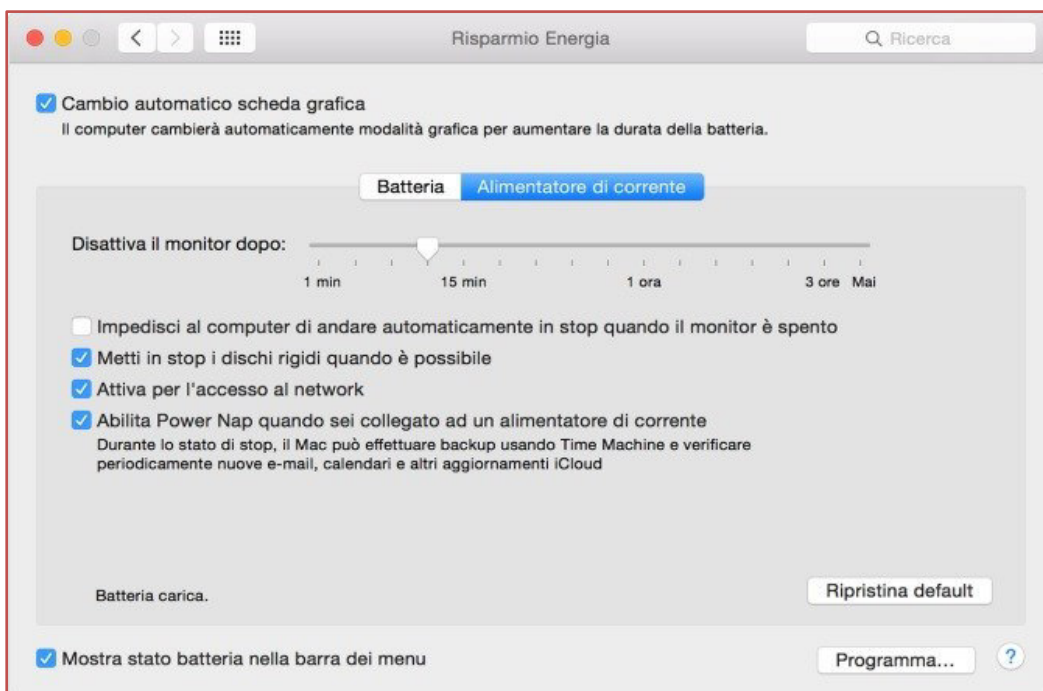 Risparmio Energia
Ricerca
Cambio automatico scheda grafica
Il computer cambierà automaticamente modalità grafica per aumentare la durata della batteria.
Batteria
Alimentatore di corrente
Disattiva il monitor dopo:
1 min 15 min 1 ora 3 ore Mai
Impedisci al computer di andare automaticamente in stop quando il monitor è spento
Metti in stop i dischi rigidi quando è possibile
Attiva per l'accesso al network
Abilita Power Nap quando sei collegato ad un alimentatore di corrente
Durante lo stato di stop, il Mac può effettuare backup usando Time Machine e verificare
periodicamente nuove e-mail, calendari e altri aggiornamenti iCloud
Batteria carica.
Ripristina default
Mostra stato batteria nella barra dei menu
Programma...
?